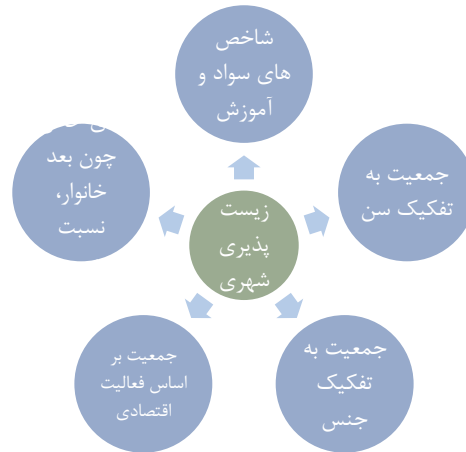 شاخص
های سواد و
آموزش
جمعیت به
تفکیک سن
جمعیت به
تفکیک
جنس
جمعیت بر
اساس فعالیت
اقتصادی
چون بعد
خانوار،
نسبت
زیست
پذیری
شهری